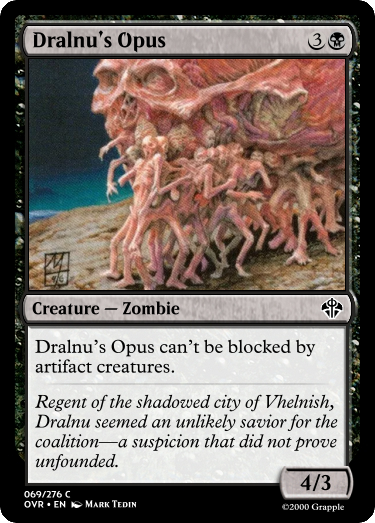 Dralnu's Opus 3
Creature — Zombie
Dralnu's Opus can't be blocked by
artifact creatures.
Regent of the shadowed city of Vhelnish,
Dralnu seemed an unlikely savior for the
coalition—a suspicion that did not prove
unfounded.
4/3
069/276 C
OVR • EN Mark Tedin
©2000 Grapple